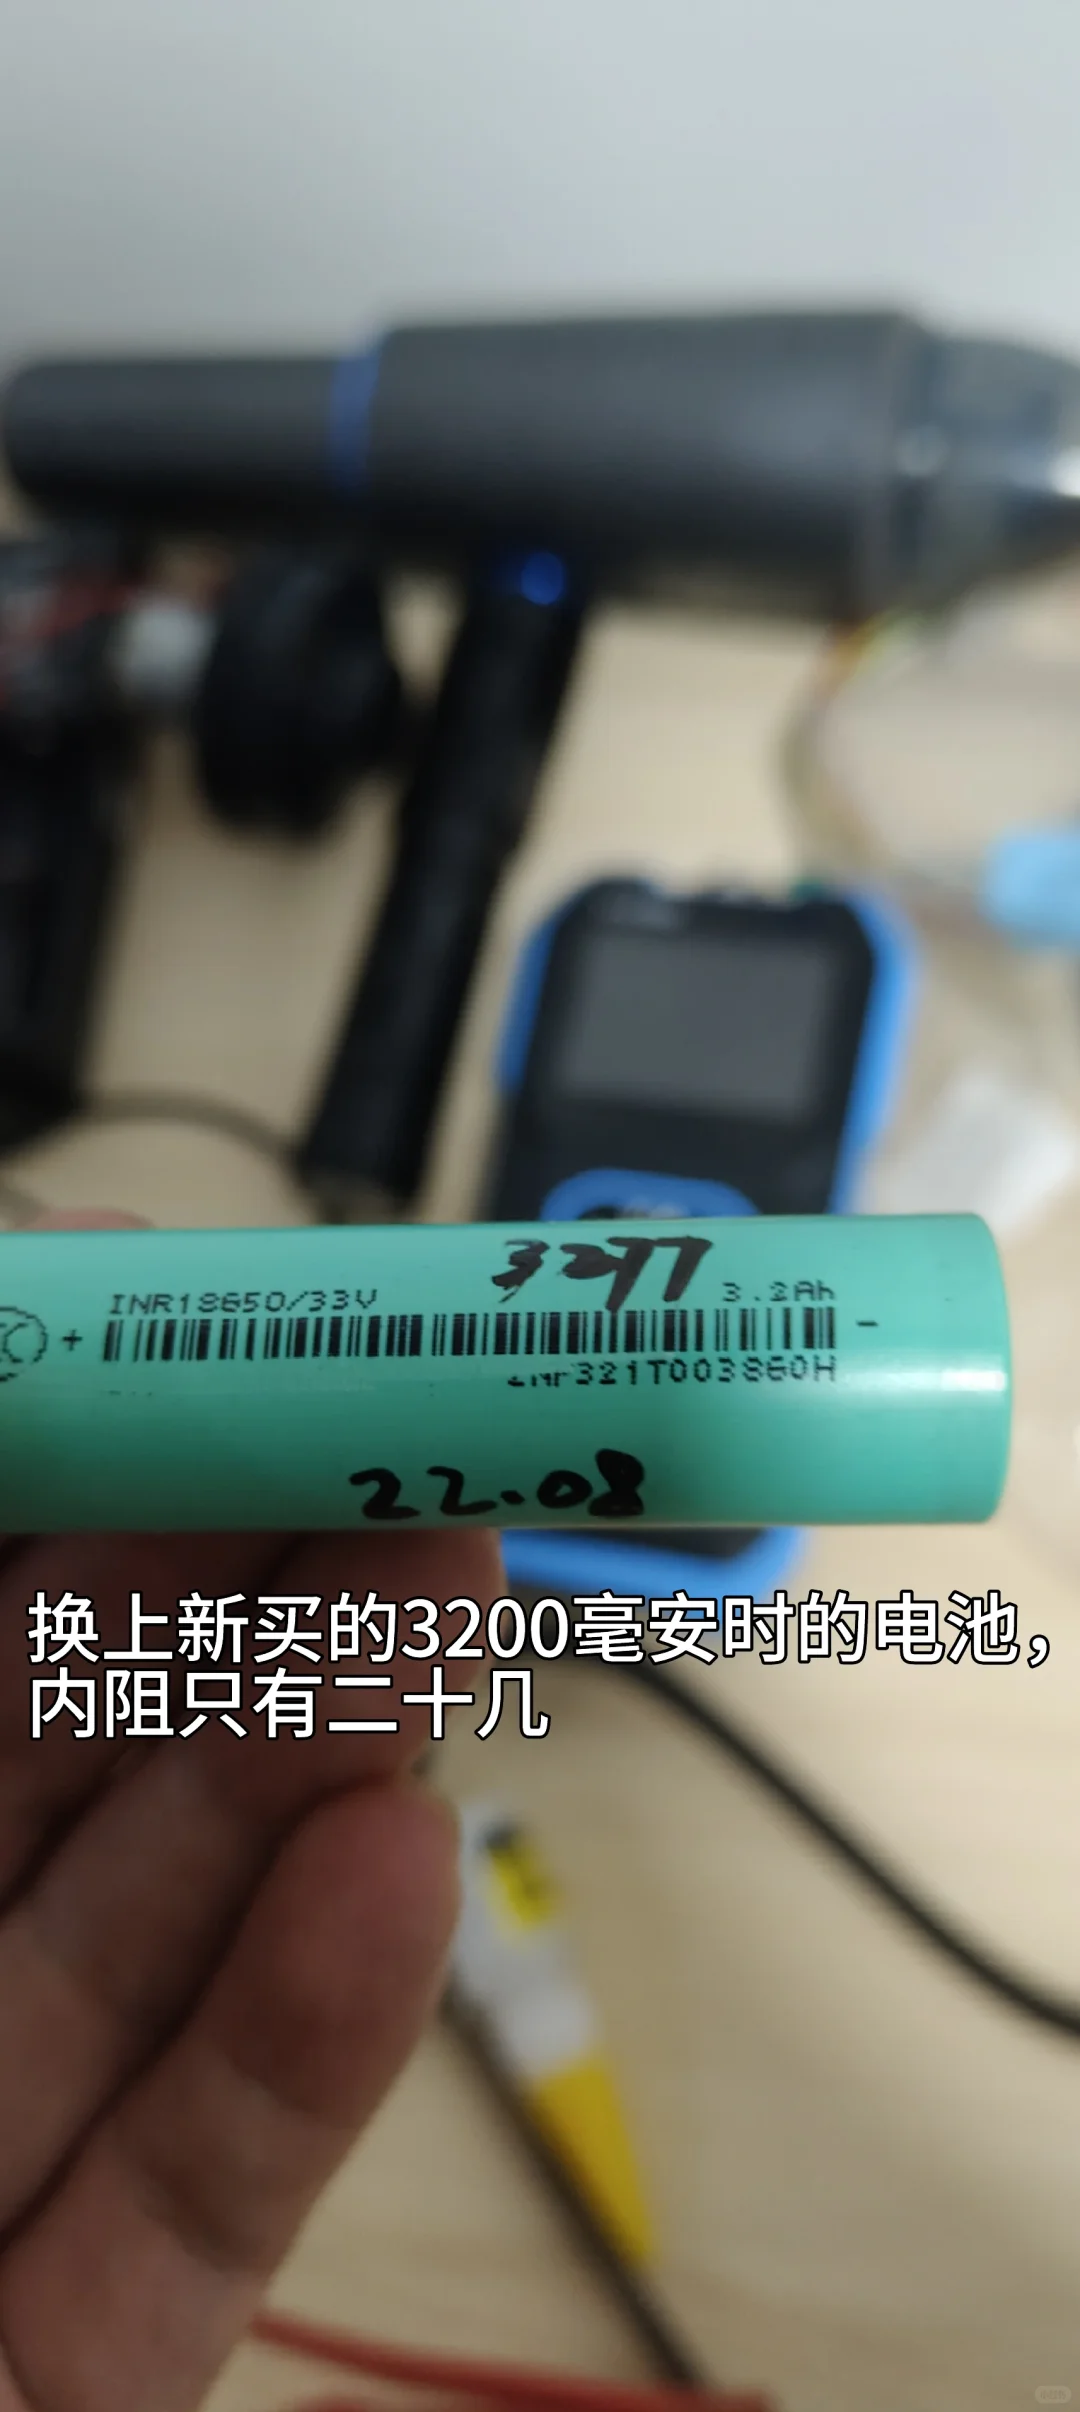 3277
INR18650/33V
3.2Ah
+
-
321T003860H
22.08
换上新买的3200毫安时的电池，
内阻只有二十几